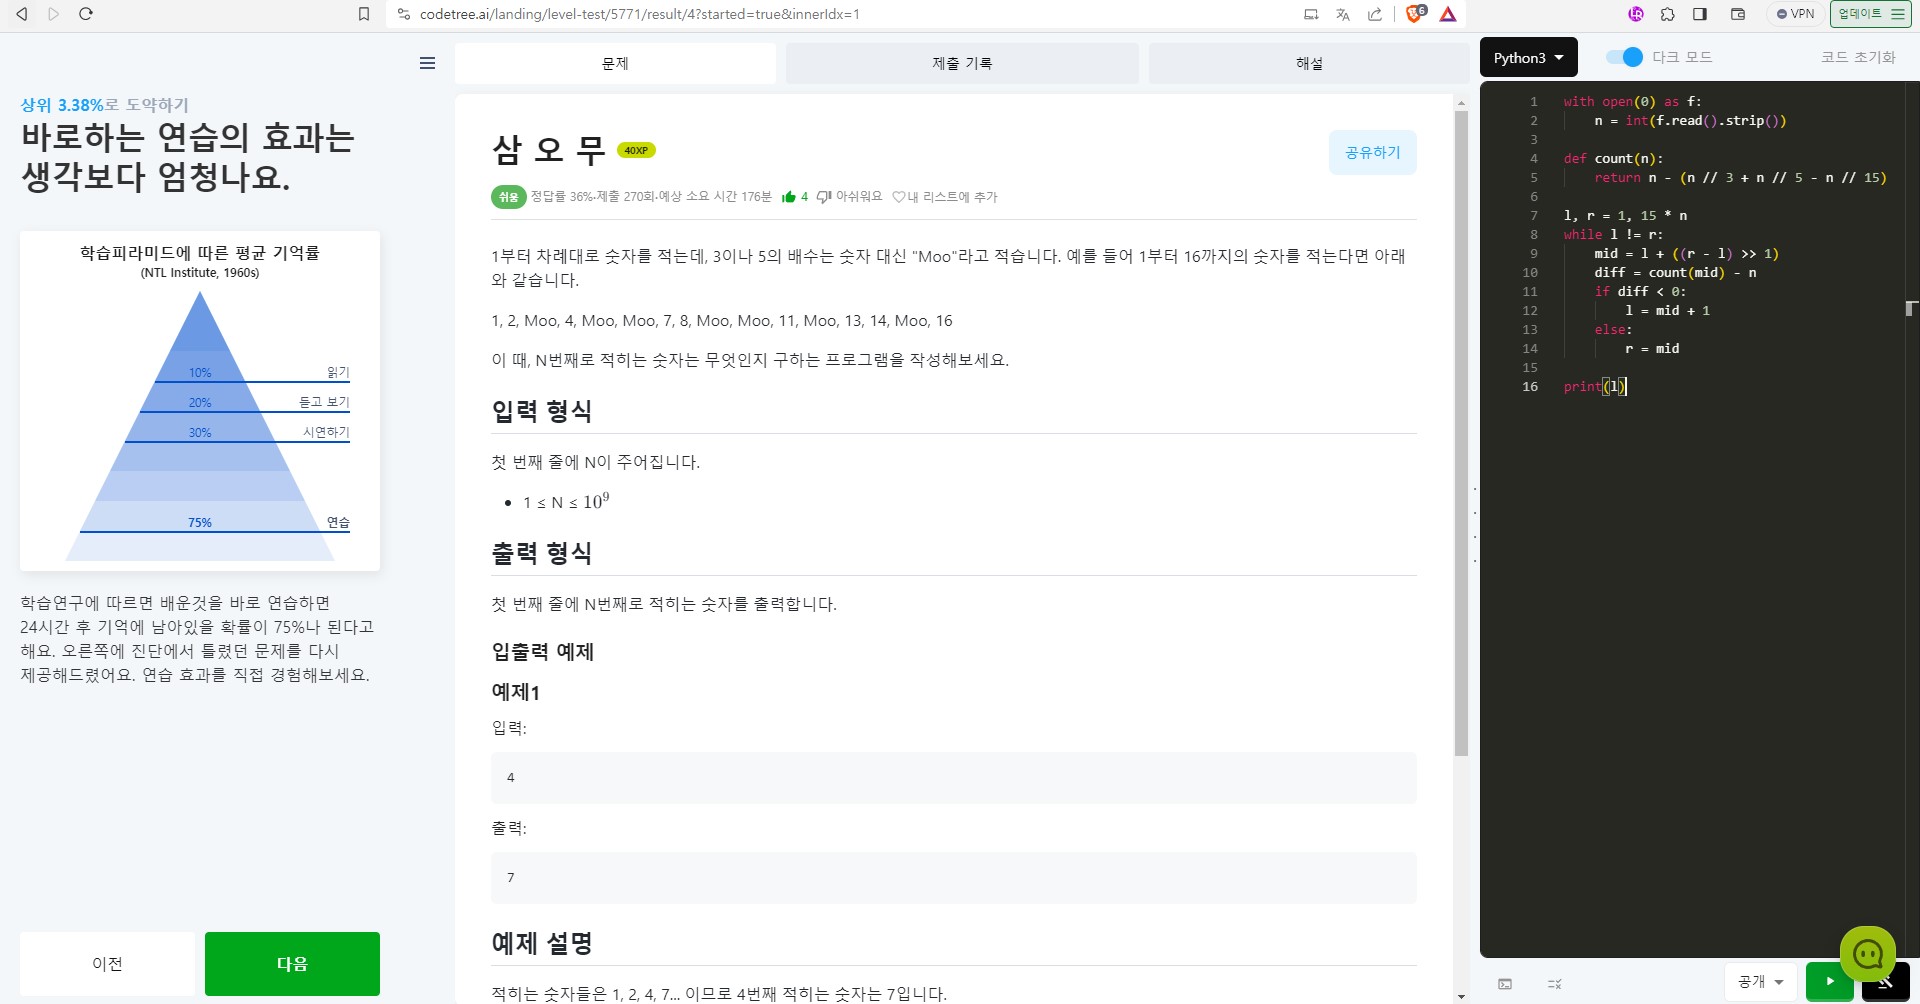 codetree.ai/landing/level-test/5771/result/4?started=true&innerIdx=1
6
VPN
업데이트
상위 3.38%로 도약하기
바로하는 연습의 효과는
생각보다 엄청나요.
학습피라미드에 따른 평균 기억률
(NTL Institute, 1960s)
10% 읽기
20% 듣고 보기
30% 시연하기
75% 연습
학습연구에 따르면 배운것을 바로 연습하면
24시간 후 기억에 남아있을 확률이 75%나 된다고
해요. 오른쪽에 진단에서 틀렸던 문제를 다시
제공해드렸어요. 연습 효과를 직접 경험해보세요.
이전
다음
문제
제출 기록
해설
삼 오 무 40XP
공유하기
쉬움 정답률 36%·제출 270회·예상 소요 시간 176분 4 아쉬워요 내 리스트에 추가
1부터 차례대로 숫자를 적는데, 3이나 5의 배수는 숫자 대신 "Moo"라고 적습니다. 예를 들어 1부터 16까지의 숫자를 적는다면 아래
와 같습니다.
1, 2, Moo, 4, Moo, Moo, 7, 8, Moo, Moo, 11, Moo, 13, 14, Moo, 16
이 때, N번째로 적히는 숫자는 무엇인지 구하는 프로그램을 작성해보세요.
입력 형식
첫 번째 줄에 N이 주어집니다.
• 1 ≤ N ≤ 10⁹
출력 형식
첫 번째 줄에 N번째로 적히는 숫자를 출력합니다.
입출력 예제
예제1
입력:
4
출력:
7
예제 설명
적히는 숫자들은 1, 2, 4, 7... 이므로 4번째 적히는 숫자는 7입니다.
Python3
다크 모드
코드 초기화
1 with open(0) as f:
2     n = int(f.read().strip())
3
4 def count(n):
5     return n - (n // 3 + n // 5 - n // 15)
6
7 l, r = 1, 15 * n
8 while l != r:
9     mid = l + ((r - l) >> 1)
10     diff = count(mid) - n
11     if diff < 0:
12         l = mid + 1
13     else:
14         r = mid
15
16 print(l)
공개